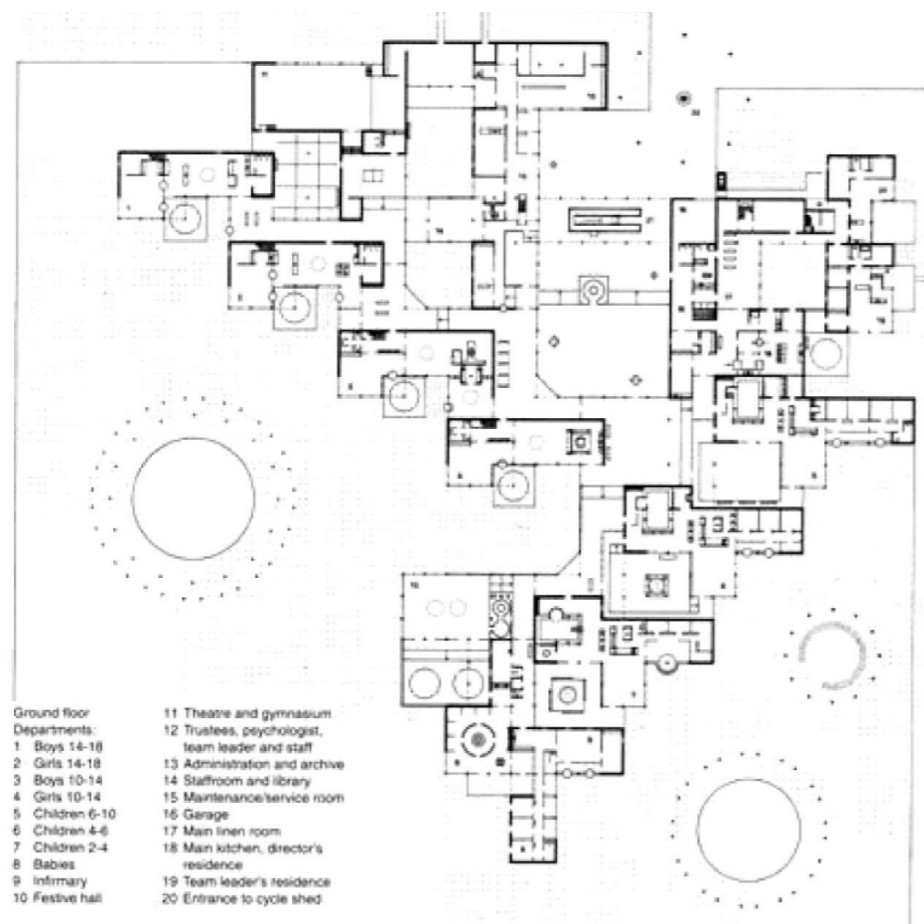 Ground floor
Departments:
1 Boys 14-18
2 Girls 14-18
3 Boys 10-14
4 Girls 10-14
5 Children 6-10
6 Children 4-6
7 Children 2-4
8 Babies
9 Infirmary
10 Festive hall
11 Theatre and gymnasium
12 Trustees, psychologist,
team leader and staff
13 Administration and archive
14 Staffroom and library
15 Maintenance/service room
16 Garage
17 Main linen room
18 Main kitchen, director's
residence
19 Team leader's residence
20 Entrance to cycle shed